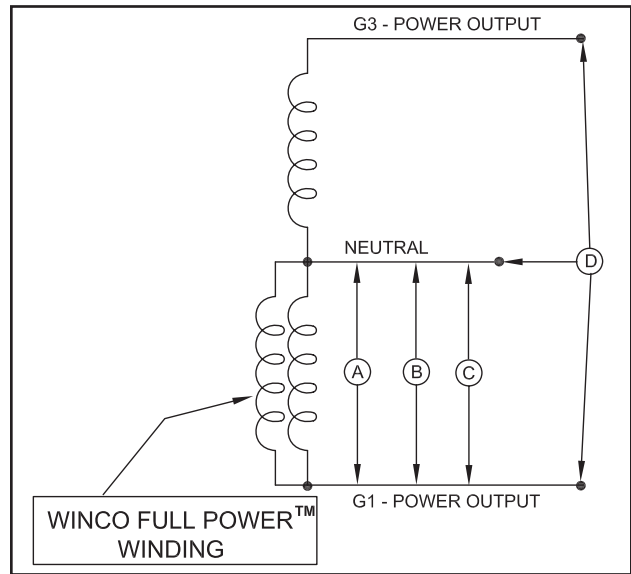 G3 - POWER OUTPUT
NEUTRAL
D
A
B
C
G1 - POWER OUTPUT
WINCO FULL POWER™
WINDING